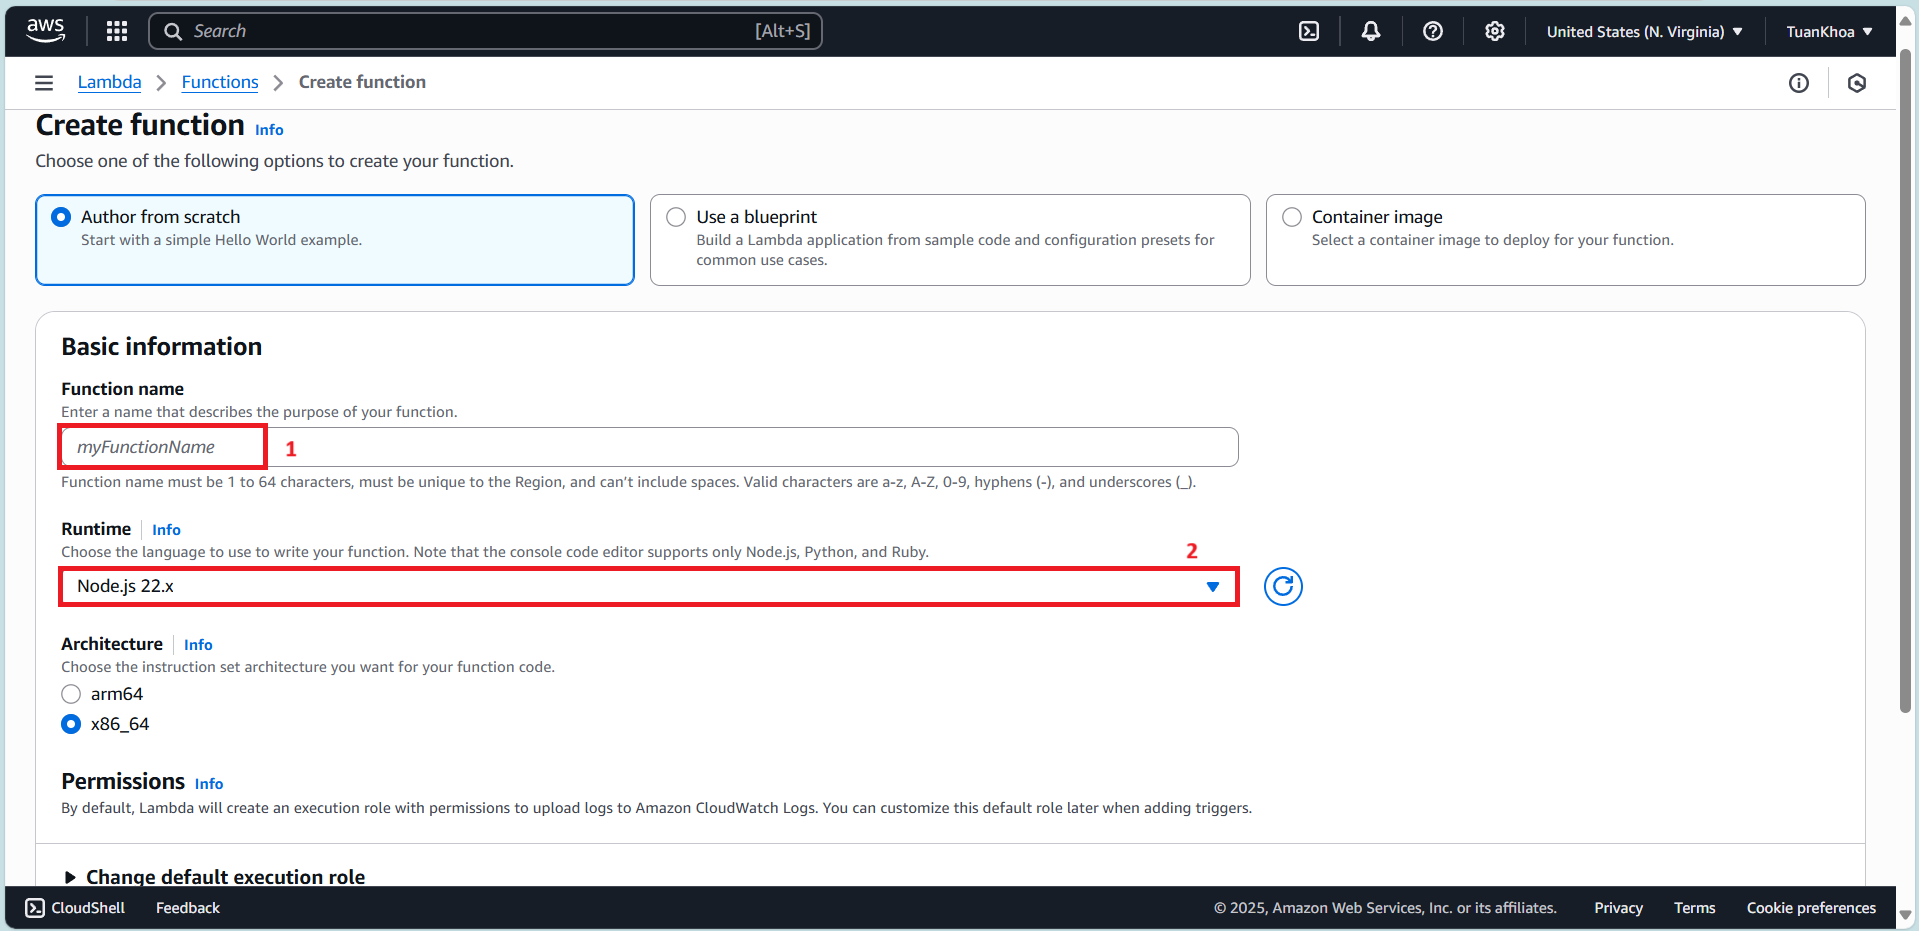 aws
Search [Alt+S]
United States (N. Virginia)
TuanKhoa
Lambda Functions Create function
Create function Info
Choose one of the following options to create your function.
Author from scratch
Start with a simple Hello World example.
Use a blueprint
Build a Lambda application from sample code and configuration presets for
common use cases.
Container image
Select a container image to deploy for your function.
Basic information
Function name
Enter a name that describes the purpose of your function.
myFunctionName 1
Function name must be 1 to 64 characters, must be unique to the Region, and can’t include spaces. Valid characters are a-z, A-Z, 0-9, hyphens (-), and underscores (_).
Runtime Info
Choose the language to use to write your function. Note that the console code editor supports only Node.js, Python, and Ruby.
2
Node.js 22.x
Architecture Info
Choose the instruction set architecture you want for your function code.
arm64
x86_64
Permissions Info
By default, Lambda will create an execution role with permissions to upload logs to Amazon CloudWatch Logs. You can customize this default role later when adding triggers.
Change default execution role
CloudShell Feedback © 2025, Amazon Web Services, Inc. or its affiliates. Privacy Terms Cookie preferences